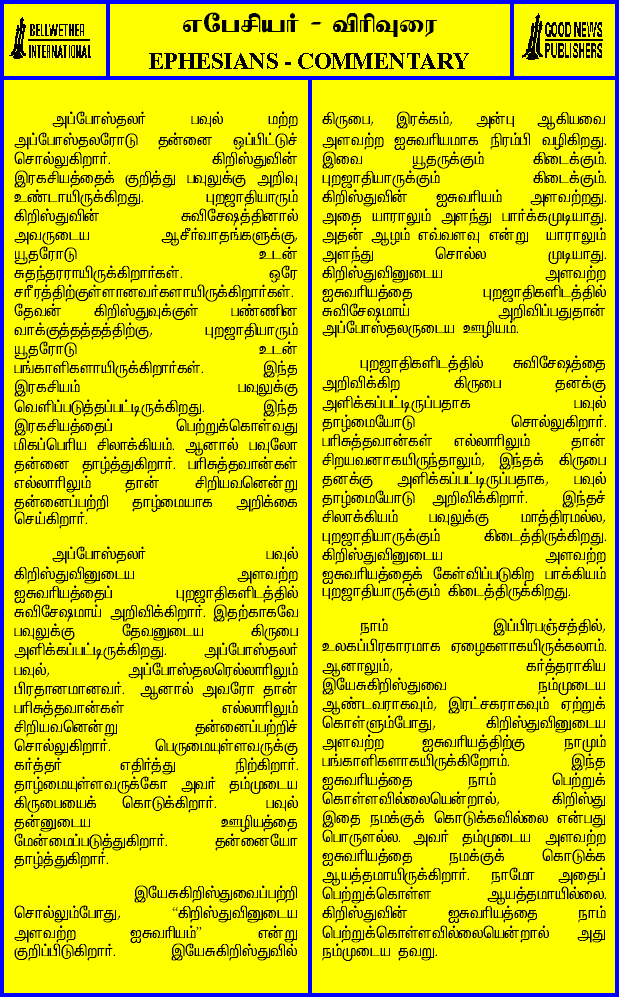 BELLWETHER
INTERNATIONAL
எபேசியர் - விரிவுரை
EPHESIANS - COMMENTARY
GOOD NEWS
PUBLISHERS
அப்போஸ்தலர் பவுல் மற்ற
அப்போஸ்தலரோடு தன்னை ஒப்பிட்டுச்
சொல்லுகிறார். கிறிஸ்துவின்
இரகசியத்தைக் குறித்து பவுலுக்கு அறிவு
உண்டாயிருக்கிறது. புறஜாதியாரும்
கிறிஸ்துவின் சுவிசேஷத்தினால்
அவருடைய ஆசீர்வாதங்களுக்கு,
யூதரோடு உடன்
சுதந்தரராயிருக்கிறார்கள். ஒரே
சரீரத்திற்குள்ளானவர்களாயிருக்கிறார்கள்.
தேவன் கிறிஸ்துவுக்குள் பண்ணின
வாக்குத்தத்தத்திற்கு, புறஜாதியாரும்
யூதரோடு உடன்
பங்காளிகளாயிருக்கிறார்கள். இந்த
இரகசியம் பவுலுக்கு
வெளிப்படுத்தப்பட்டிருக்கிறது. இந்த
இரகசியத்தைப் பெற்றுக்கொள்வது
மிகப்பெரிய சிலாக்கியம். ஆனால் பவுலோ
தன்னை தாழ்த்துகிறார். பரிசுத்தவான்கள்
எல்லாரிலும் தான் சிறியவனென்று
தன்னைப்பற்றி தாழ்மையாக அறிக்கை
செய்கிறார்.
அப்போஸ்தலர் பவுல்
கிறிஸ்துவினுடைய அளவற்ற
ஐசுவரியத்தைப் புறஜாதிகளிடத்தில்
சுவிசேஷமாய் அறிவிக்கிறார். இதற்காகவே
பவுலுக்கு தேவனுடைய கிருபை
அளிக்கப்பட்டிருக்கிறது. அப்போஸ்தலர்
பவுல், அப்போஸ்தலரெல்லாரிலும்
பிரதானமானவர். ஆனால் அவரோ தான்
பரிசுத்தவான்கள் எல்லாரிலும்
சிறியவனென்று தன்னைப்பற்றிச்
சொல்லுகிறார். பெருமையுள்ளவருக்கு
கர்த்தர் எதிர்த்து நிற்கிறார்.
தாழ்மையுள்ளவருக்கோ அவர் தம்முடைய
கிருபையைக் கொடுக்கிறார். பவுல்
தன்னுடைய ஊழியத்தை
மேன்மைப்படுத்துகிறார். தன்னையோ
தாழ்த்துகிறார்.
இயேசுகிறிஸ்துவைப்பற்றி
சொல்லும்போது, “கிறிஸ்துவினுடைய
அளவற்ற ஐசுவரியம்” என்று
குறிப்பிடுகிறார். இயேசுகிறிஸ்துவில்
கிருபை, இரக்கம், அன்பு ஆகியவை
அளவற்ற ஐசுவரியமாக நிரம்பி வழிகிறது.
இவை யூதருக்கும் கிடைக்கும்.
புறஜாதியாருக்கும் கிடைக்கும்.
கிறிஸ்துவின் ஐசுவரியம் அளவற்றது.
அதை யாராலும் அளந்து பார்க்கமுடியாது.
அதன் ஆழம் எவ்வளவு என்று யாராலும்
அளந்து சொல்ல முடியாது.
கிறிஸ்துவினுடைய அளவற்ற
ஐசுவரியத்தை புறஜாதிகளிடத்தில்
சுவிசேஷமாய் அறிவிப்பதுதான்
அப்போஸ்தலருடைய ஊழியம்.
புறஜாதிகளிடத்தில் சுவிசேஷத்தை
அறிவிக்கிற கிருபை தனக்கு
அளிக்கப்பட்டிருப்பதாக பவுல்
தாழ்மையோடு சொல்லுகிறார்.
பரிசுத்தவான்கள் எல்லாரிலும் தான்
சிறயவனாகயிருந்தாலும், இந்தக் கிருபை
தனக்கு அளிக்கப்பட்டிருப்பதாக, பவுல்
தாழ்மையோடு அறிவிக்கிறார். இந்தச்
சிலாக்கியம் பவுலுக்கு மாத்திரமல்ல,
புறஜாதியாருக்கும் கிடைத்திருக்கிறது.
கிறிஸ்துவினுடைய அளவற்ற
ஐசுவரியத்தைக் கேள்விப்படுகிற பாக்கியம்
புறஜாதியாருக்கும் கிடைத்திருக்கிறது.
நாம் இப்பிரபஞ்சத்தில்,
உலகப்பிரகாரமாக ஏழைகளாகயிருக்கலாம்.
ஆனாலும், கர்த்தராகிய
இயேசுகிறிஸ்துவை நம்முடைய
ஆண்டவராகவும், இரட்சகராகவும் ஏற்றுக்
கொள்ளும்போது, கிறிஸ்துவினுடைய
அளவற்ற ஐசுவரியத்திற்கு நாமும்
பங்காளிகளாகயிருக்கிறோம். இந்த
ஐசுவரியத்தை நாம் பெற்றுக்
கொள்ளவில்லையென்றால், கிறிஸ்து
இதை நமக்குக் கொடுக்கவில்லை என்பது
பொருளல்ல. அவர் தம்முடைய அளவற்ற
ஐசுவரியத்தை நமக்குக் கொடுக்க
ஆயத்தமாயிருக்கிறார். நாமோ அதைப்
பெற்றுக்கொள்ள ஆயத்தமாயில்லை.
கிறிஸ்துவின் ஐசுவரியத்தை நாம்
பெற்றுக்கொள்ளவில்லையென்றால் அது
நம்முடைய தவறு.